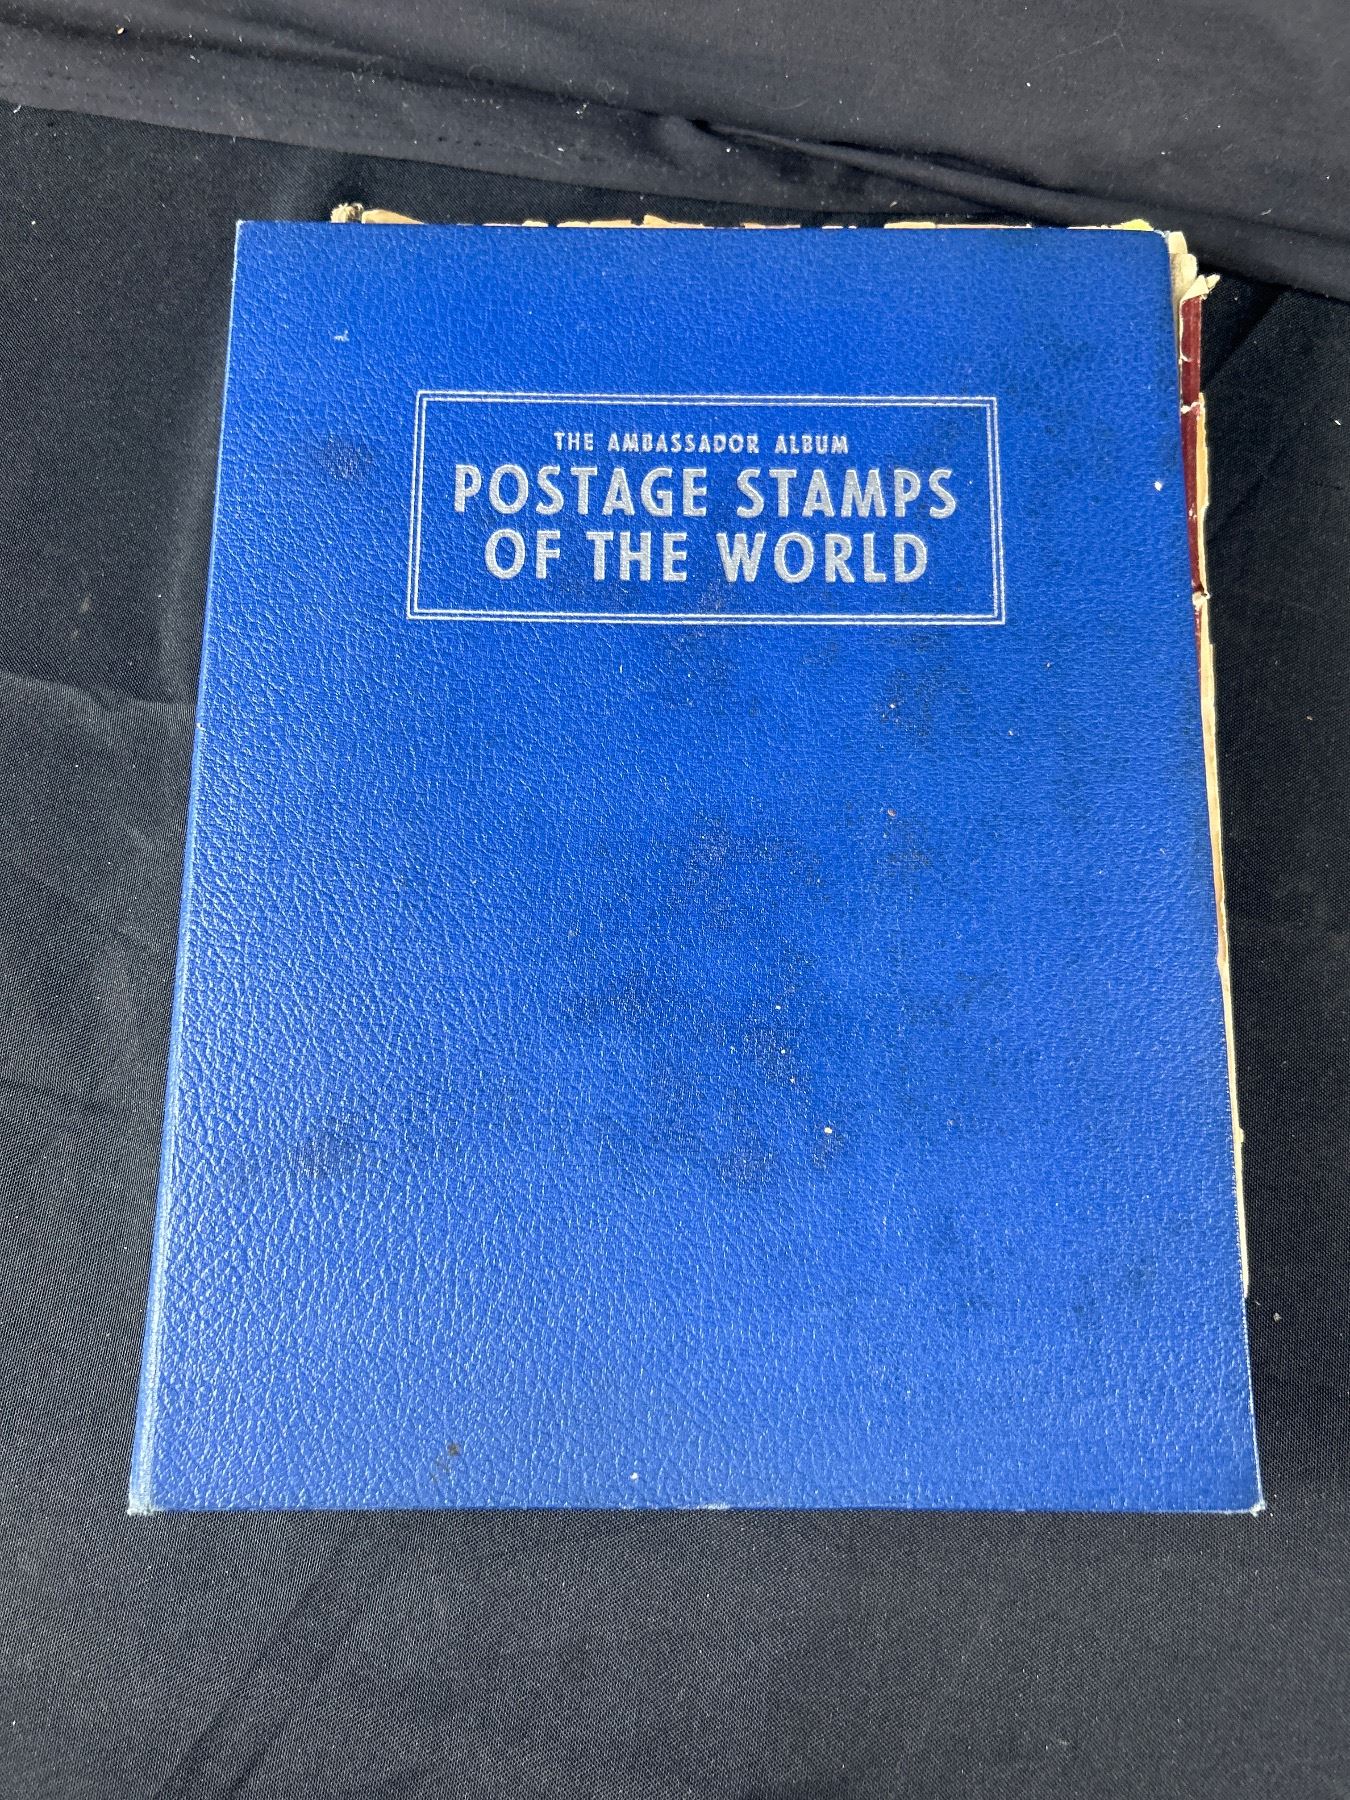 THE AMBASSADOR ALBUM
POSTAGE STAMPS
OF THE WORLD